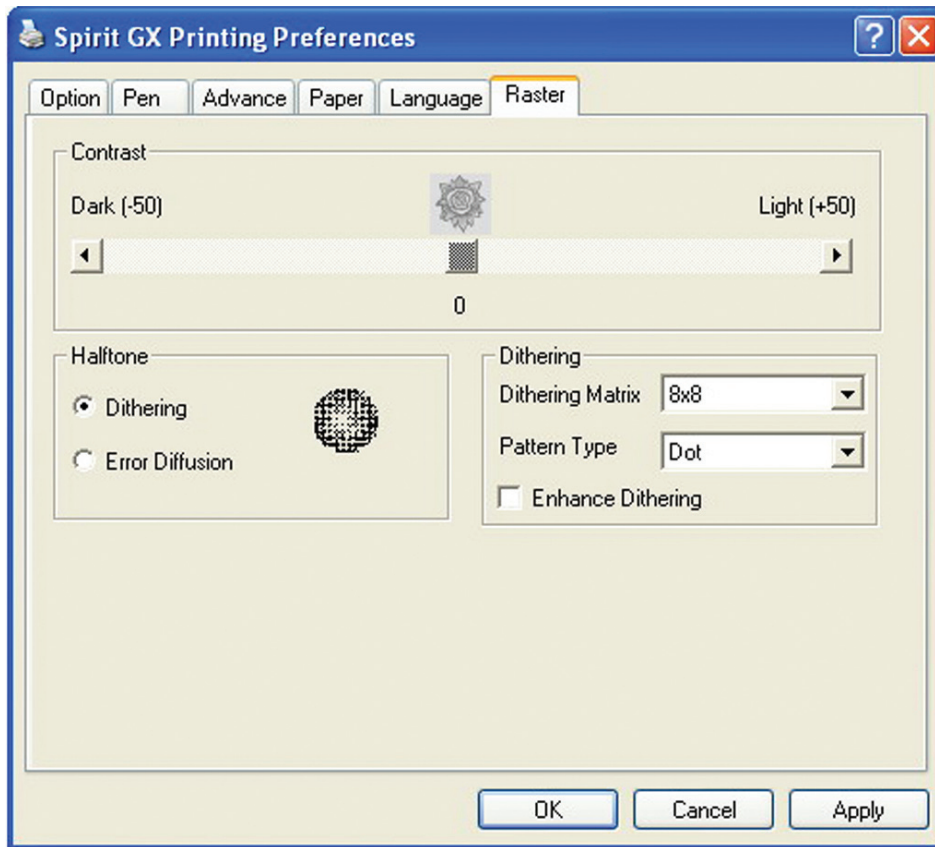 Spirit GX Printing Preferences
Option Pen Advance Paper Language Raster
Contrast
Dark (-50) Light (+50)
0
Halftone
Dithering
Error Diffusion
Dithering
Dithering Matrix 8x8
Pattern Type Dot
Enhance Dithering
OK Cancel Apply